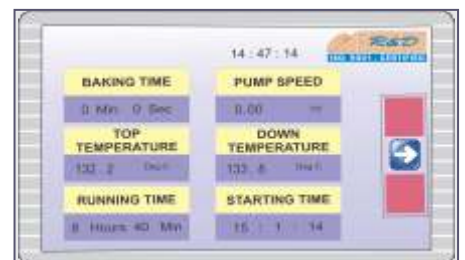 14 : 47 : 14
R&D
BAKING TIME
0 Min 0 Sec
PUMP SPEED
0.00
TOP
TEMPERATURE
132 . 2
DOWN
TEMPERATURE
133 . 8
RUNNING TIME
8 Hours 40 Min
STARTING TIME
15 : 1 : 14